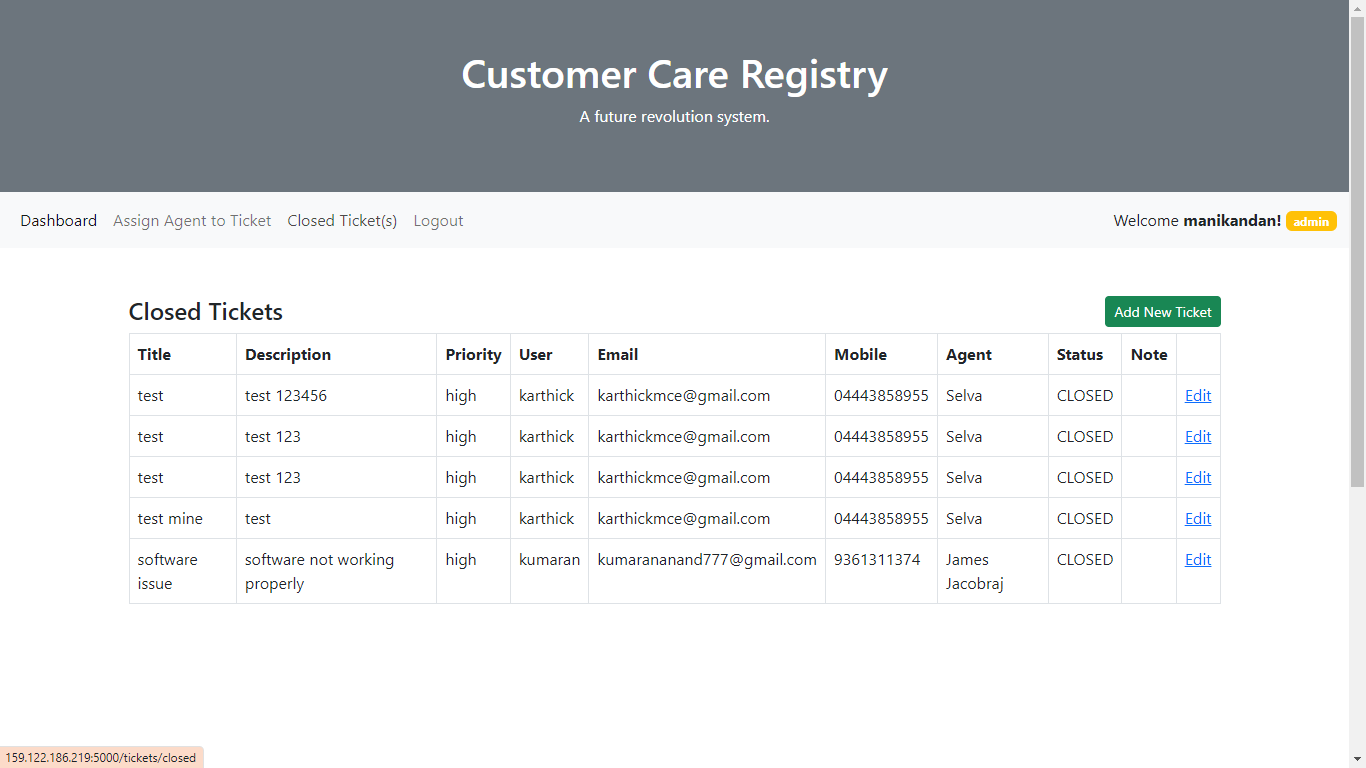 Customer Care Registry
A future revolution system.
Dashboard Assign Agent to Ticket Closed Ticket(s) Logout Welcome manikandan! admin
Closed Tickets Add New Ticket
Title Description Priority User Email Mobile Agent Status Note
test test 123456 high karthick karthickmce@gmail.com 04443858955 Selva CLOSED Edit
test test 123 high karthick karthickmce@gmail.com 04443858955 Selva CLOSED Edit
test test 123 high karthick karthickmce@gmail.com 04443858955 Selva CLOSED Edit
test mine test high karthick karthickmce@gmail.com 04443858955 Selva CLOSED Edit
software software not working high kumaran kumarananand777@gmail.com 9361311374 James CLOSED Edit
issue properly Jacobraj
159.122.186.219:5000/tickets/closed